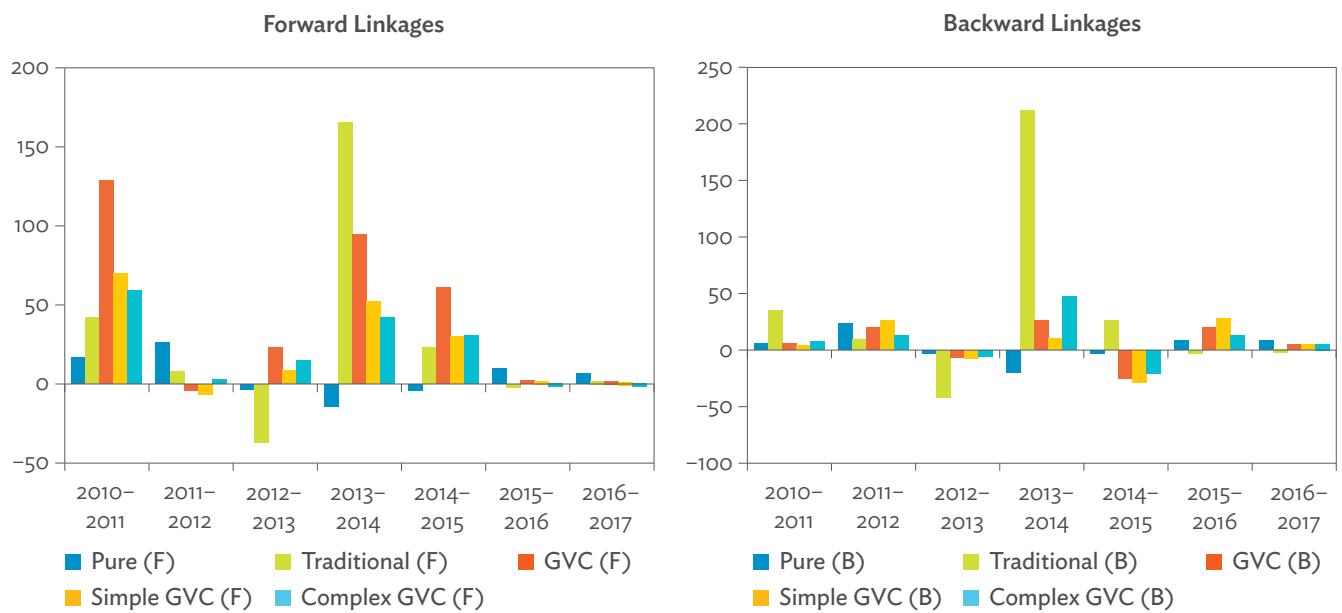 Forward Linkages
200
150
100
50
0
–50
2010– 2011– 2012– 2013– 2014– 2015– 2016–
2011 2012 2013 2014 2015 2016 2017
Pure (F) Traditional (F) GVC (F)
Simple GVC (F) Complex GVC (F)
Backward Linkages
250
200
150
100
50
0
–50
–100
2010– 2011– 2012– 2013– 2014– 2015– 2016–
2011 2012 2013 2014 2015 2016 2017
Pure (B) Traditional (B) GVC (B)
Simple GVC (B) Complex GVC (B)